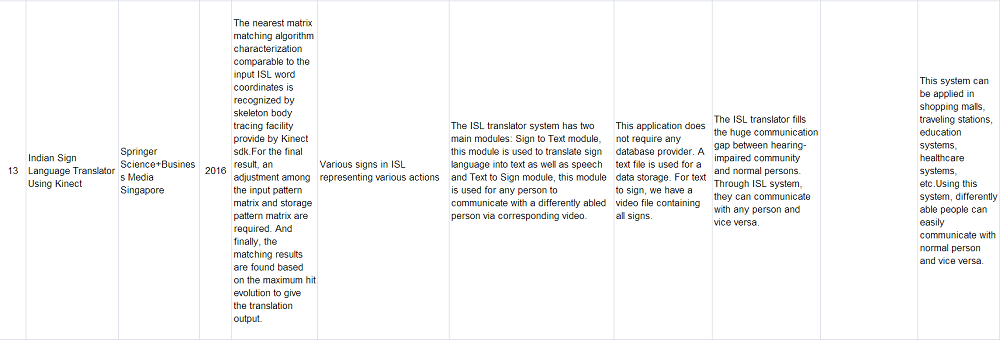 13
Indian Sign
Language Translator
Using Kinect
Springer
Science+Busines
s Media
Singapore
2016
The nearest matrix
matching algorithm
characterization
comparable to the
input ISL word
coordinates is
recognized by
skeleton body
tracing facility
provide by Kinect
sdk.For the final
result, an
adjustment among
the input pattern
matrix and storage
pattern matrix are
required. And
finally, the
matching results
are found based
on the maximum hit
evolution to give
the translation
output.
Various signs in ISL
representing various actions
The ISL translator system has two
main modules: Sign to Text module,
this module is used to translate sign
language into text as well as speech
and Text to Sign module, this module
is used for any person to
communicate with a differently abled
person via corresponding video.
This application does
not require any
database provider. A
text file is used for a
data storage. For text
to sign, we have a
video file containing
all signs.
The ISL translator fills
the huge communication
gap between hearing-
impaired community
and normal persons.
Through ISL system,
they can communicate
with any person and
vice versa.
This system can
be applied in
shopping malls,
traveling stations,
education
systems,
healthcare
systems,
etc.Using this
system, differently
able people can
easily
communicate with
normal person
and vice versa.